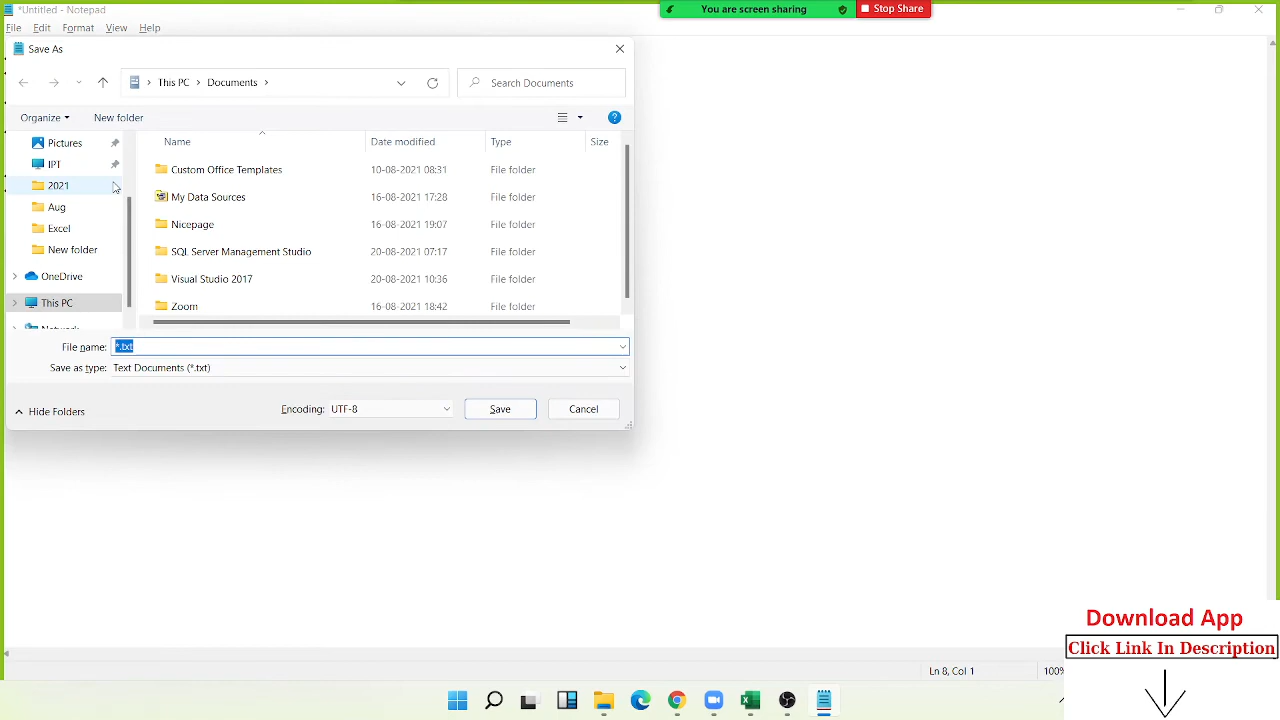 *Untitled - Notepad
You are screen sharing
Stop Share
File Edit Format View Help
Save As
This PC Documents
Search Documents
Organize New folder
Name Date modified Type Size
Pictures
IPT
2021
Aug
Excel
New folder
OneDrive
This PC
Network
Custom Office Templates 10-08-2021 08:31 File folder
My Data Sources 16-08-2021 17:28 File folder
Nicepage 16-08-2021 19:07 File folder
SQL Server Management Studio 20-08-2021 07:17 File folder
Visual Studio 2017 20-08-2021 10:36 File folder
Zoom 16-08-2021 18:42 File folder
File name: *.txt
Save as type: Text Documents (*.txt)
Hide Folders
Encoding: UTF-8
Save
Cancel
Download App
Click Link In Description
Ln 8, Col 1
100%